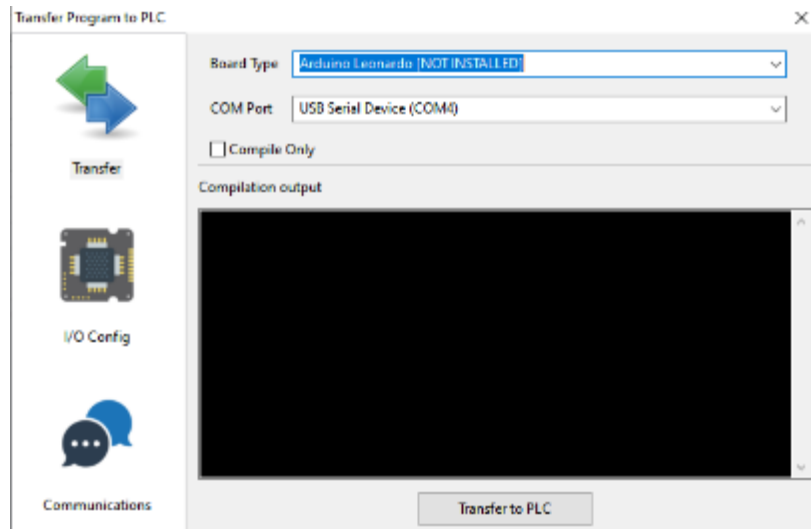 Transfer Program to PLC
Transfer
I/O Config
Communications
Board Type
Arduino Leonardo [NOT INSTALLED]
COM Port
USB Serial Device (COM4)
Compile Only
Compilation output
Transfer to PLC